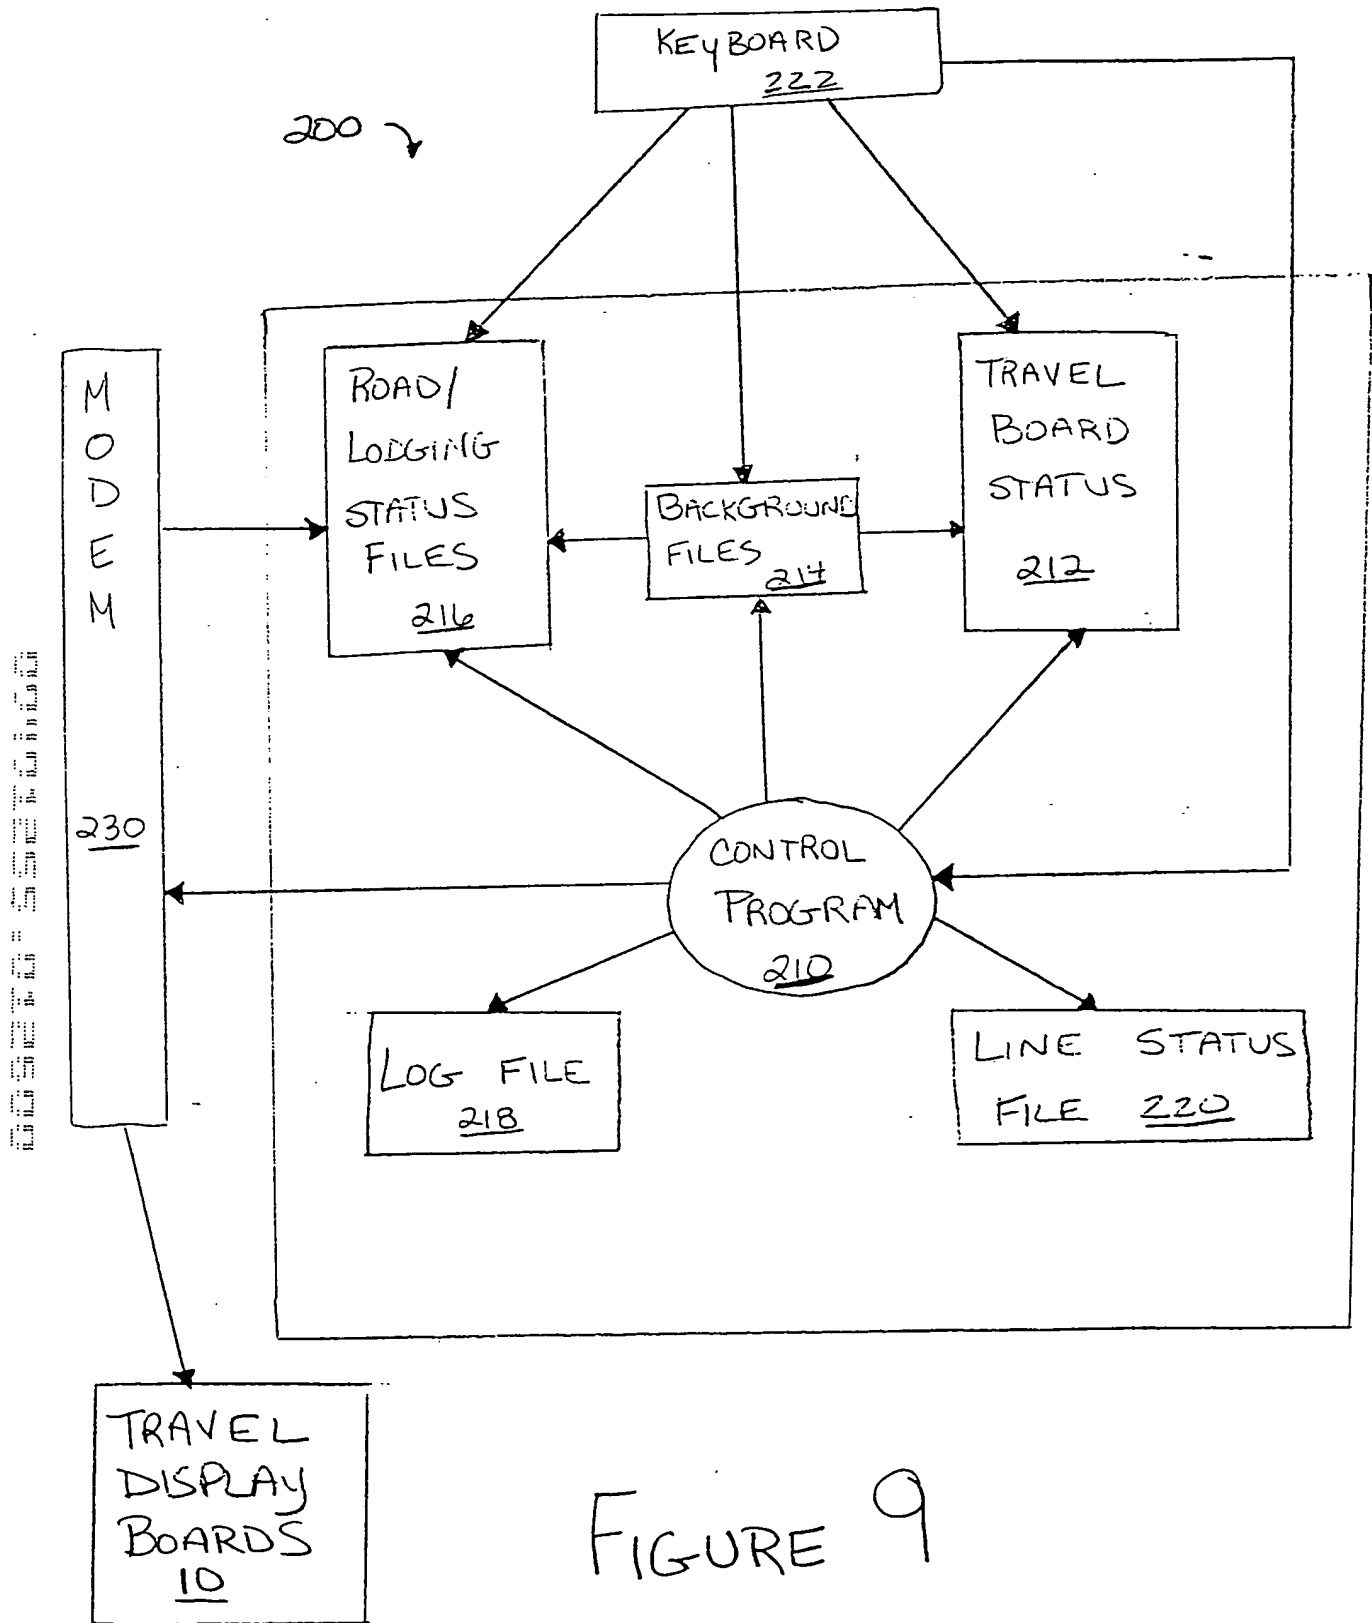 KEYBOARD
222
200
MODEM
230
ROAD/
LODGING
STATUS
FILES
216
BACKGROUND
FILES 214
TRAVEL
BOARD
STATUS
212
CONTROL
PROGRAM
210
LOG FILE
218
LINE STATUS
FILE 220
TRAVEL
DISPLAY
BOARDS
10
FIGURE 9